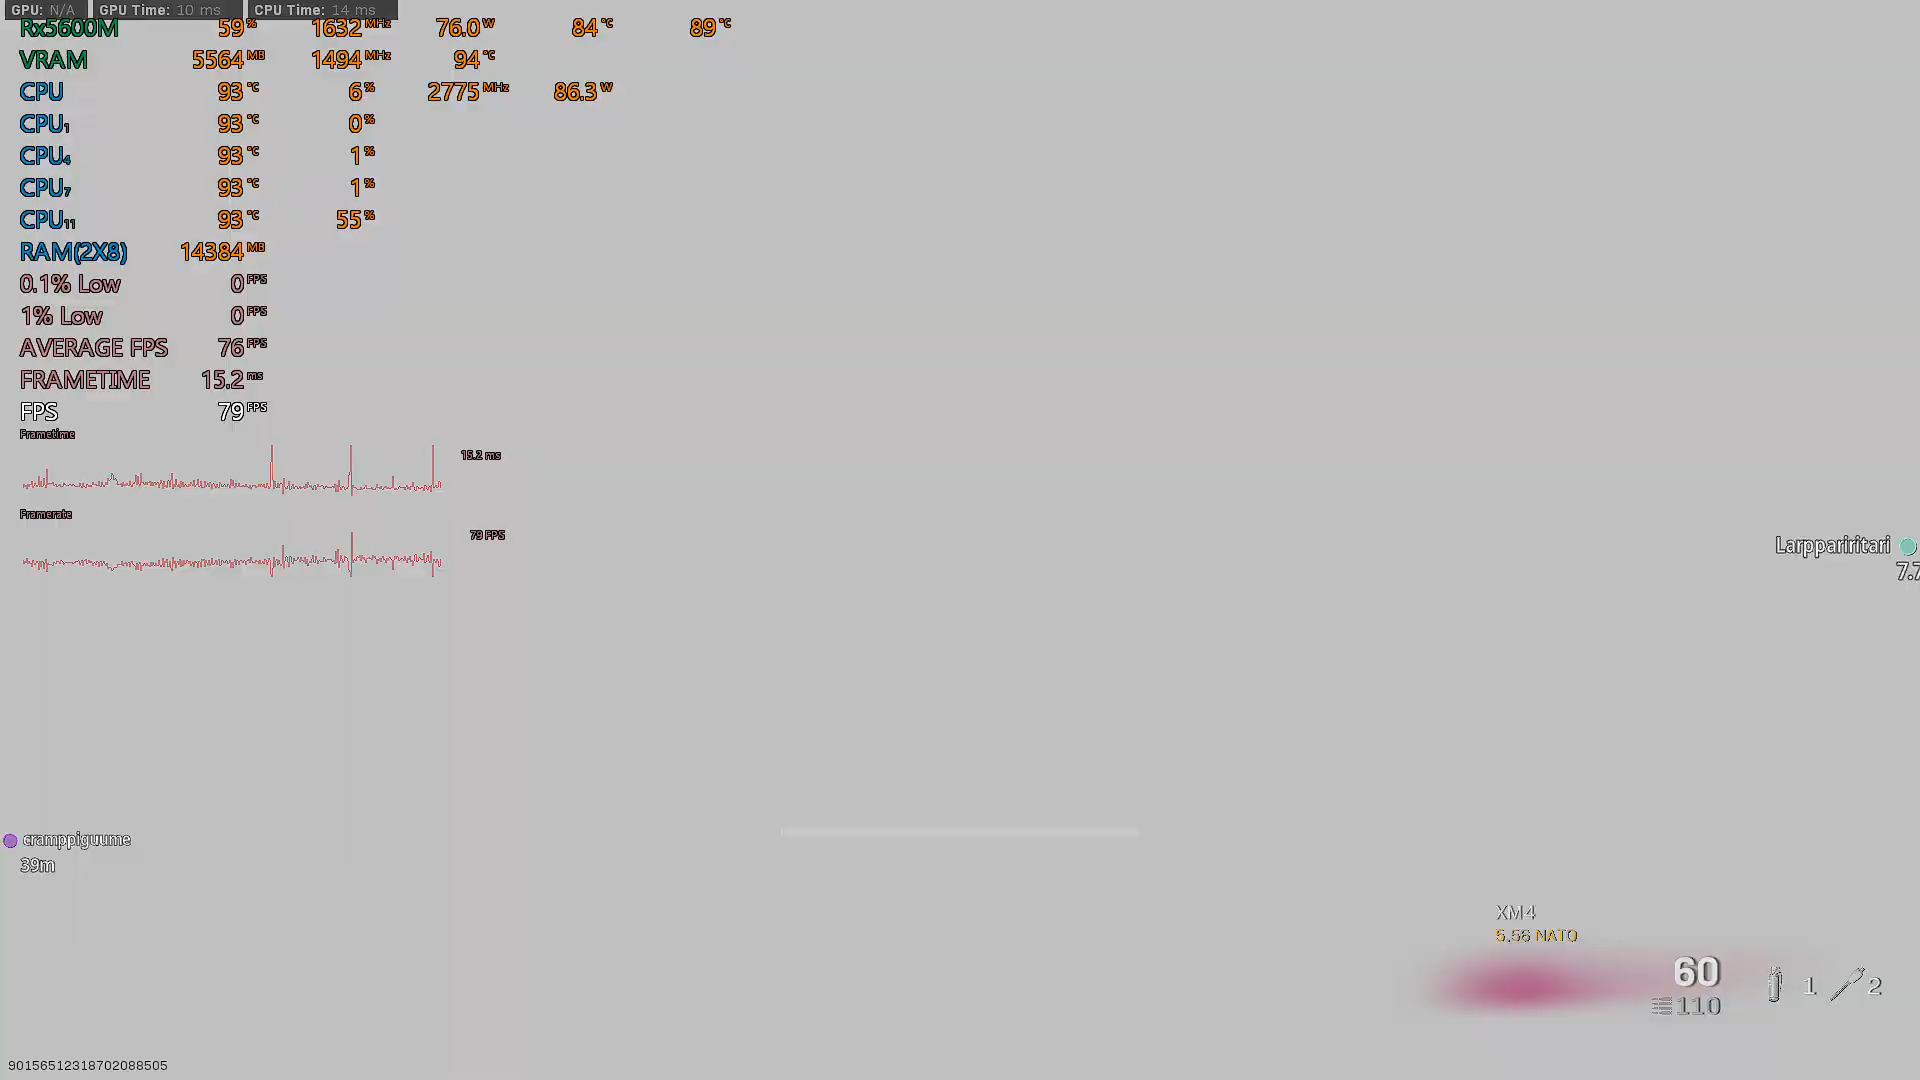 GPU: N/A GPU Time: 10 ms CPU Time: 14 ms
Rx5600M 59 % 1632 MHz 76.0 W 84 °C 89 °C
VRAM 5564 MB 1494 MHz 94 °C
CPU 93 °C 6 % 2775 MHz 86.3 W
CPU1 93 °C 0 %
CPU4 93 °C 1 %
CPU7 93 °C 1 %
CPU11 93 °C 55 %
RAM(2X8) 14384 MB
0.1% Low 0 FPS
1% Low 0 FPS
AVERAGE FPS 76 FPS
FRAMETIME 15.2 ms
FPS 79 FPS
Frametime
15.2 ms
Framerate
79 FPS
Larppariritari
7.7
cramppiguume
39m
XM4
5.56 NATO
60
110
1 2
90156512318702088505